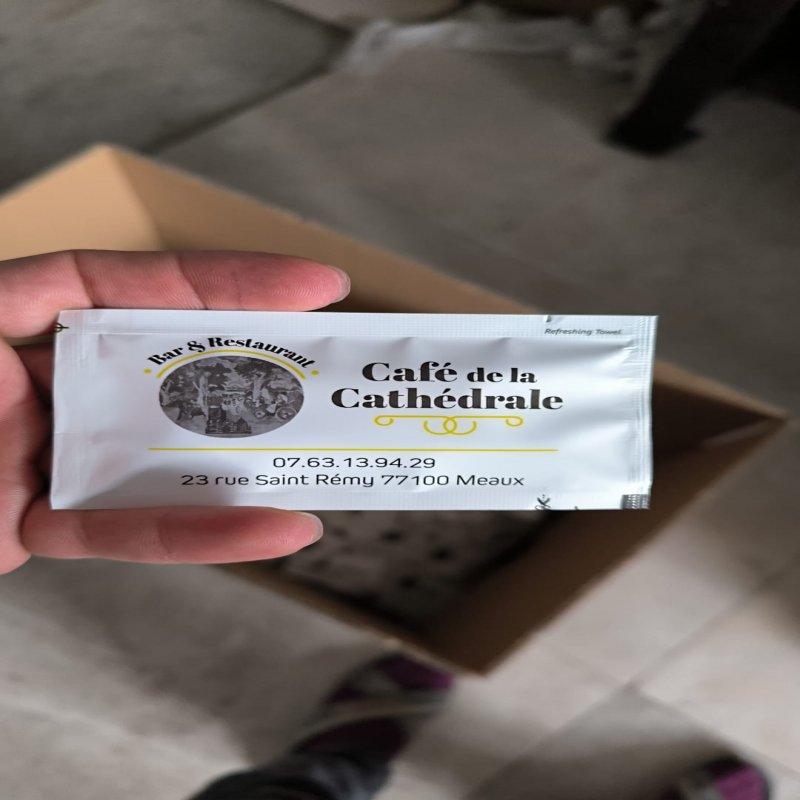 Refreshing Towel
Bar & Restaurant
Café de la
Cathédrale
07.63.13.94.29
23 rue Saint Rémy 77100 Meaux